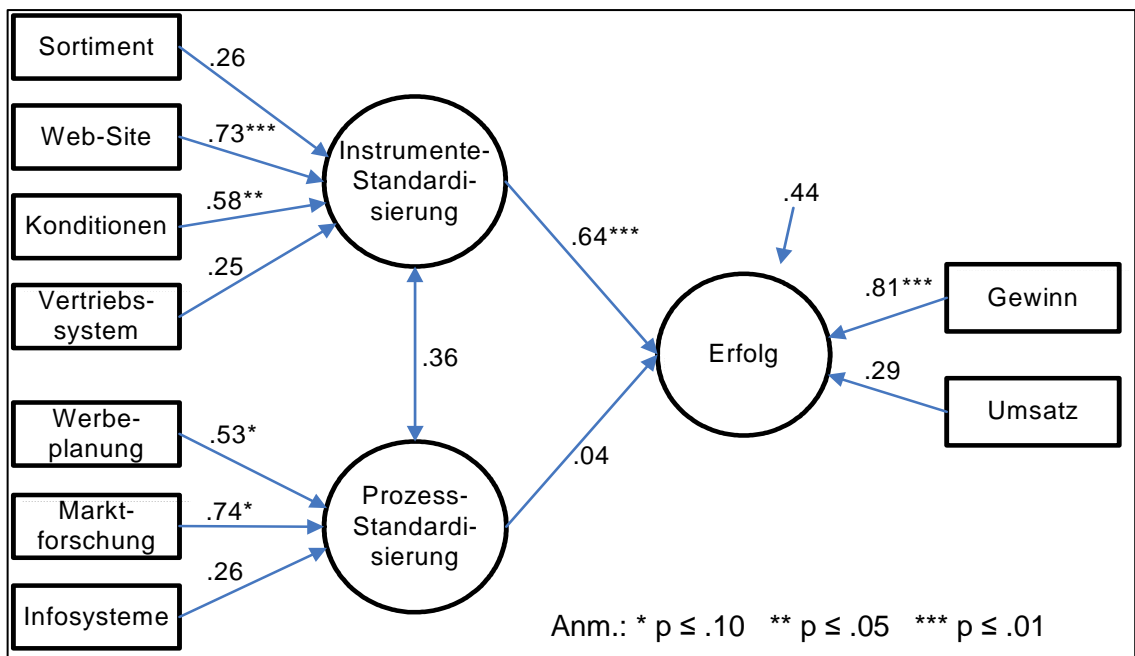 Sortiment
.26
Web-Site
.73***
Konditionen
.58**
.25
Vertriebs-
system
Instrumente-
Standardi-
sierung
.36
Werbe-
planung
.53*
Markt-
forschung
.74*
.26
Infosysteme
Prozess-
Standardi-
sierung
.64***
.04
.44
Erfolg
.81***
Gewinn
.29
Umsatz
Anm.: * p ≤ .10 ** p ≤ .05 *** p ≤ .01